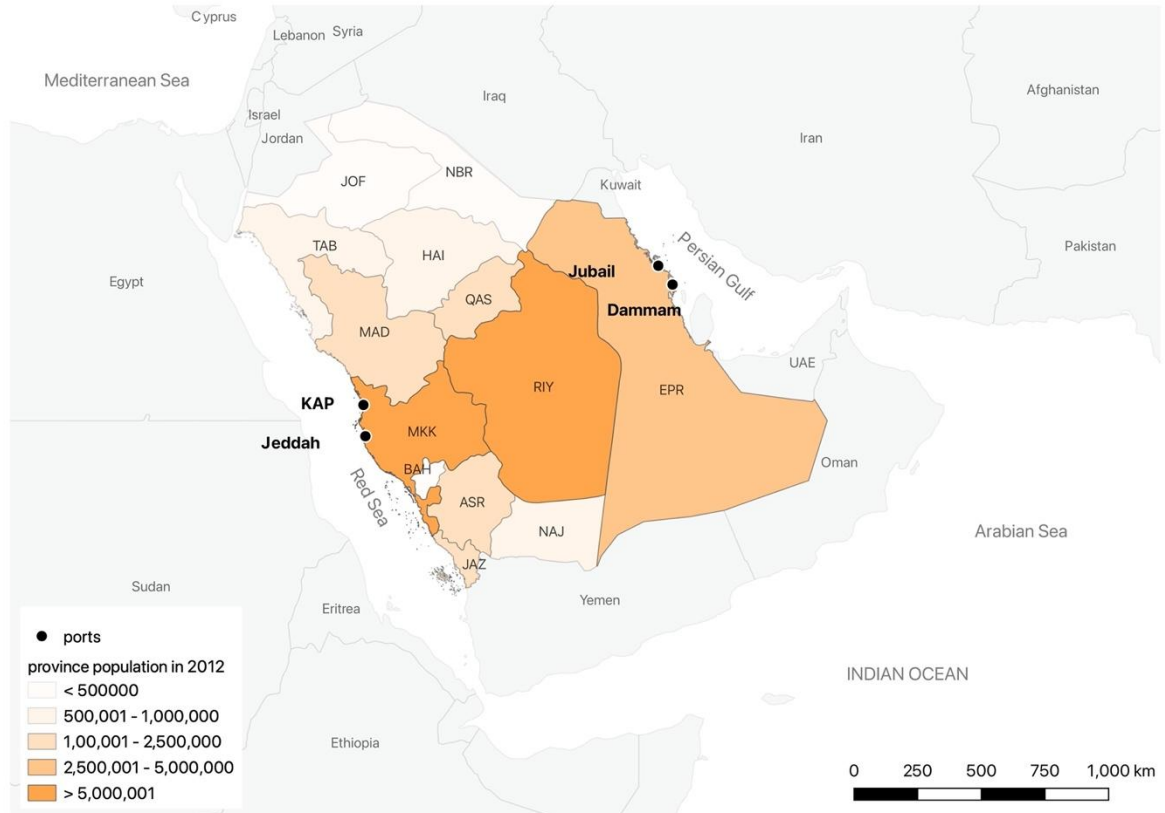 Cyprus
Lebanon
Syria
Mediterranean Sea
Iraq
Afghanistan
Israel
Iran
Jordan
NBR
JOF
Kuwait
TAB
HAI
Persian Gulf
Pakistan
Egypt
Jubail
QAS
Dammam
MAD
UAE
RIY
EPR
KAP
MKK
Jeddah
Oman
BAH
Red Sea
ASR
NAJ
Arabian Sea
JAZ
Sudan
Yemen
Eritrea
ports
province population in 2012
INDIAN OCEAN
< 500000
500,001 - 1,000,000
1,00,001 - 2,500,000
Ethiopia
2,500,001 - 5,000,000
> 5,000,001
0 250 500 750 1,000 km